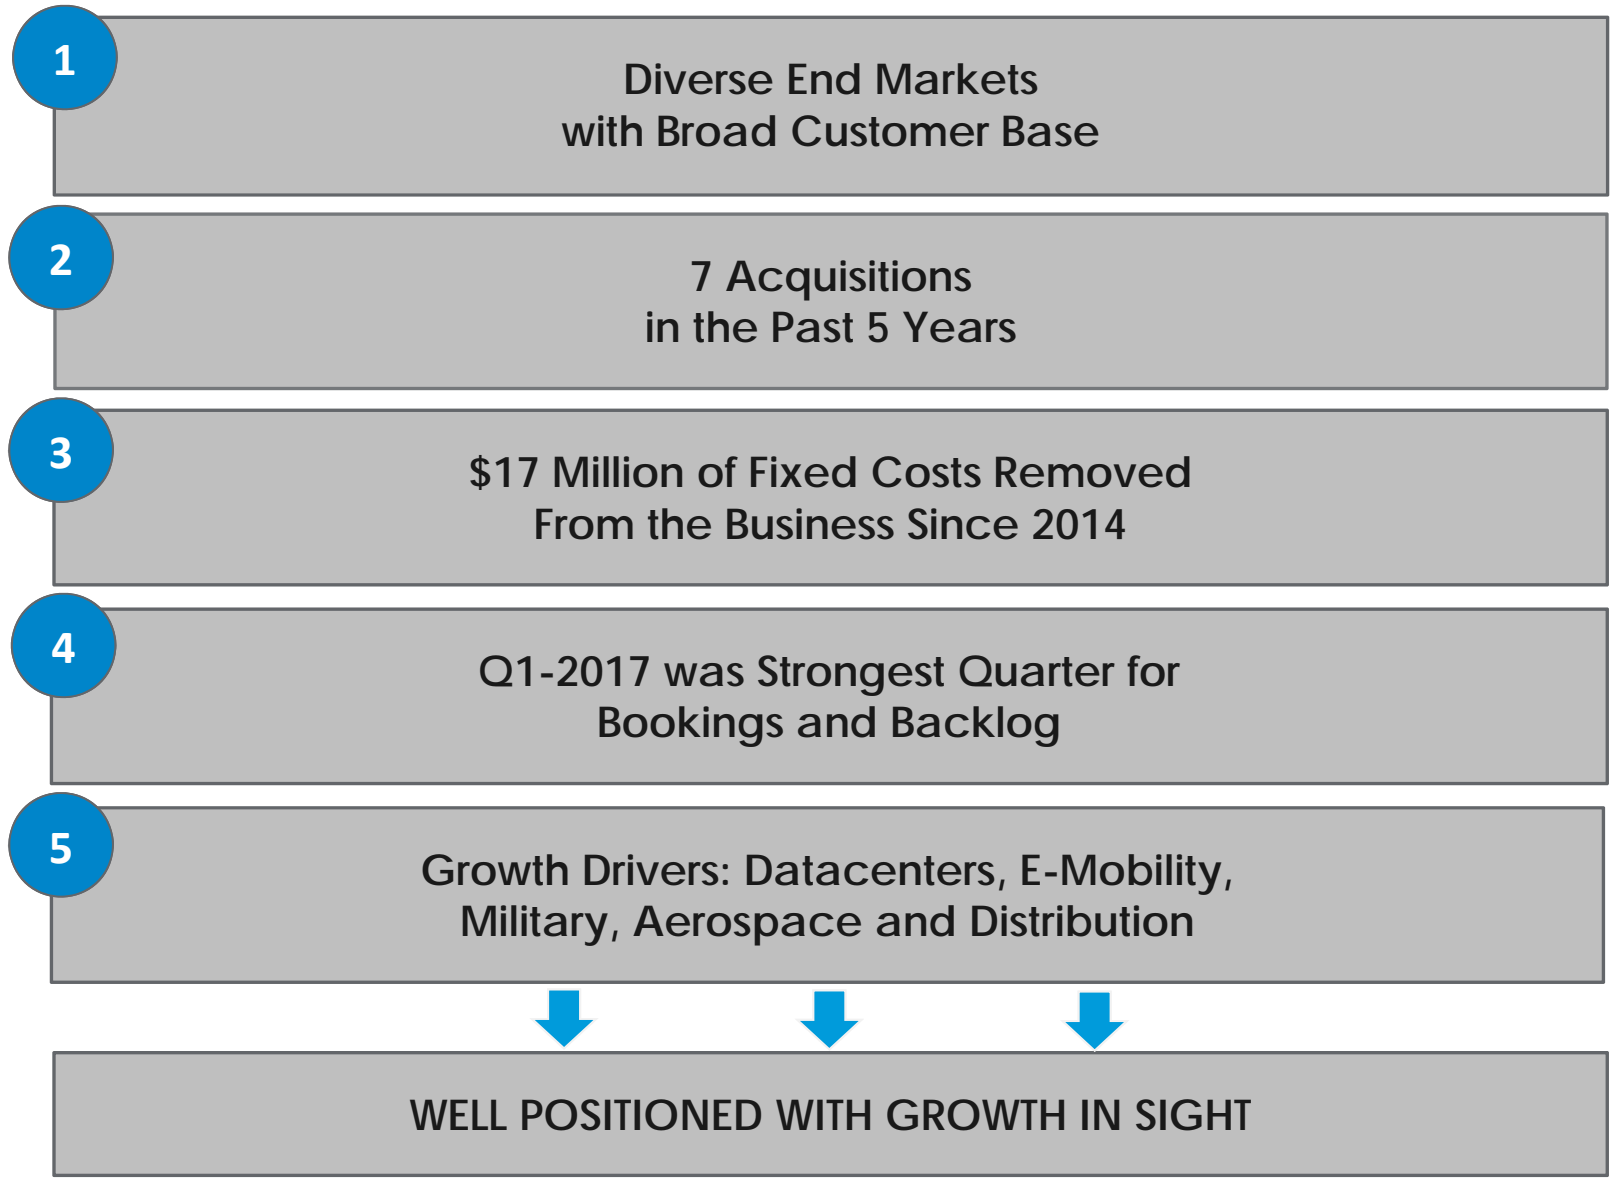 1
Diverse End Markets
with Broad Customer Base
2
7 Acquisitions
in the Past 5 Years
3
$17 Million of Fixed Costs Removed
From the Business Since 2014
4
Q1-2017 was Strongest Quarter for
Bookings and Backlog
5
Growth Drivers: Datacenters, E-Mobility,
Military, Aerospace and Distribution
WELL POSITIONED WITH GROWTH IN SIGHT